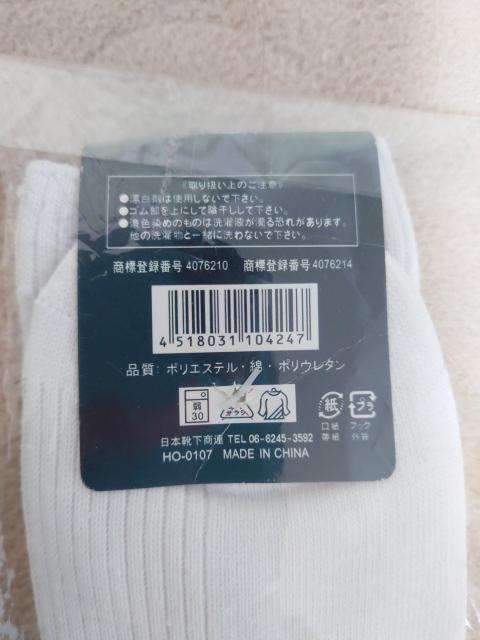 《取り扱い上のご注意》
●漂白剤は使用しないで下さい。
●ゴム部を上にして陰干しして下さい。
●濃色染めのものは洗濯液が濁る恐れがあります。
他の洗濯物と一緒に洗わないで下さい。
商標登録番号 4076210 商標登録番号 4076214
4 518031 104247
品質: ポリエステル・綿・ポリウレタン
弱 30
紙 プラ
口紙 帯紙 フック 外袋
日本靴下商連 TEL 06-6245-3592
HO-0107 MADE IN CHINA